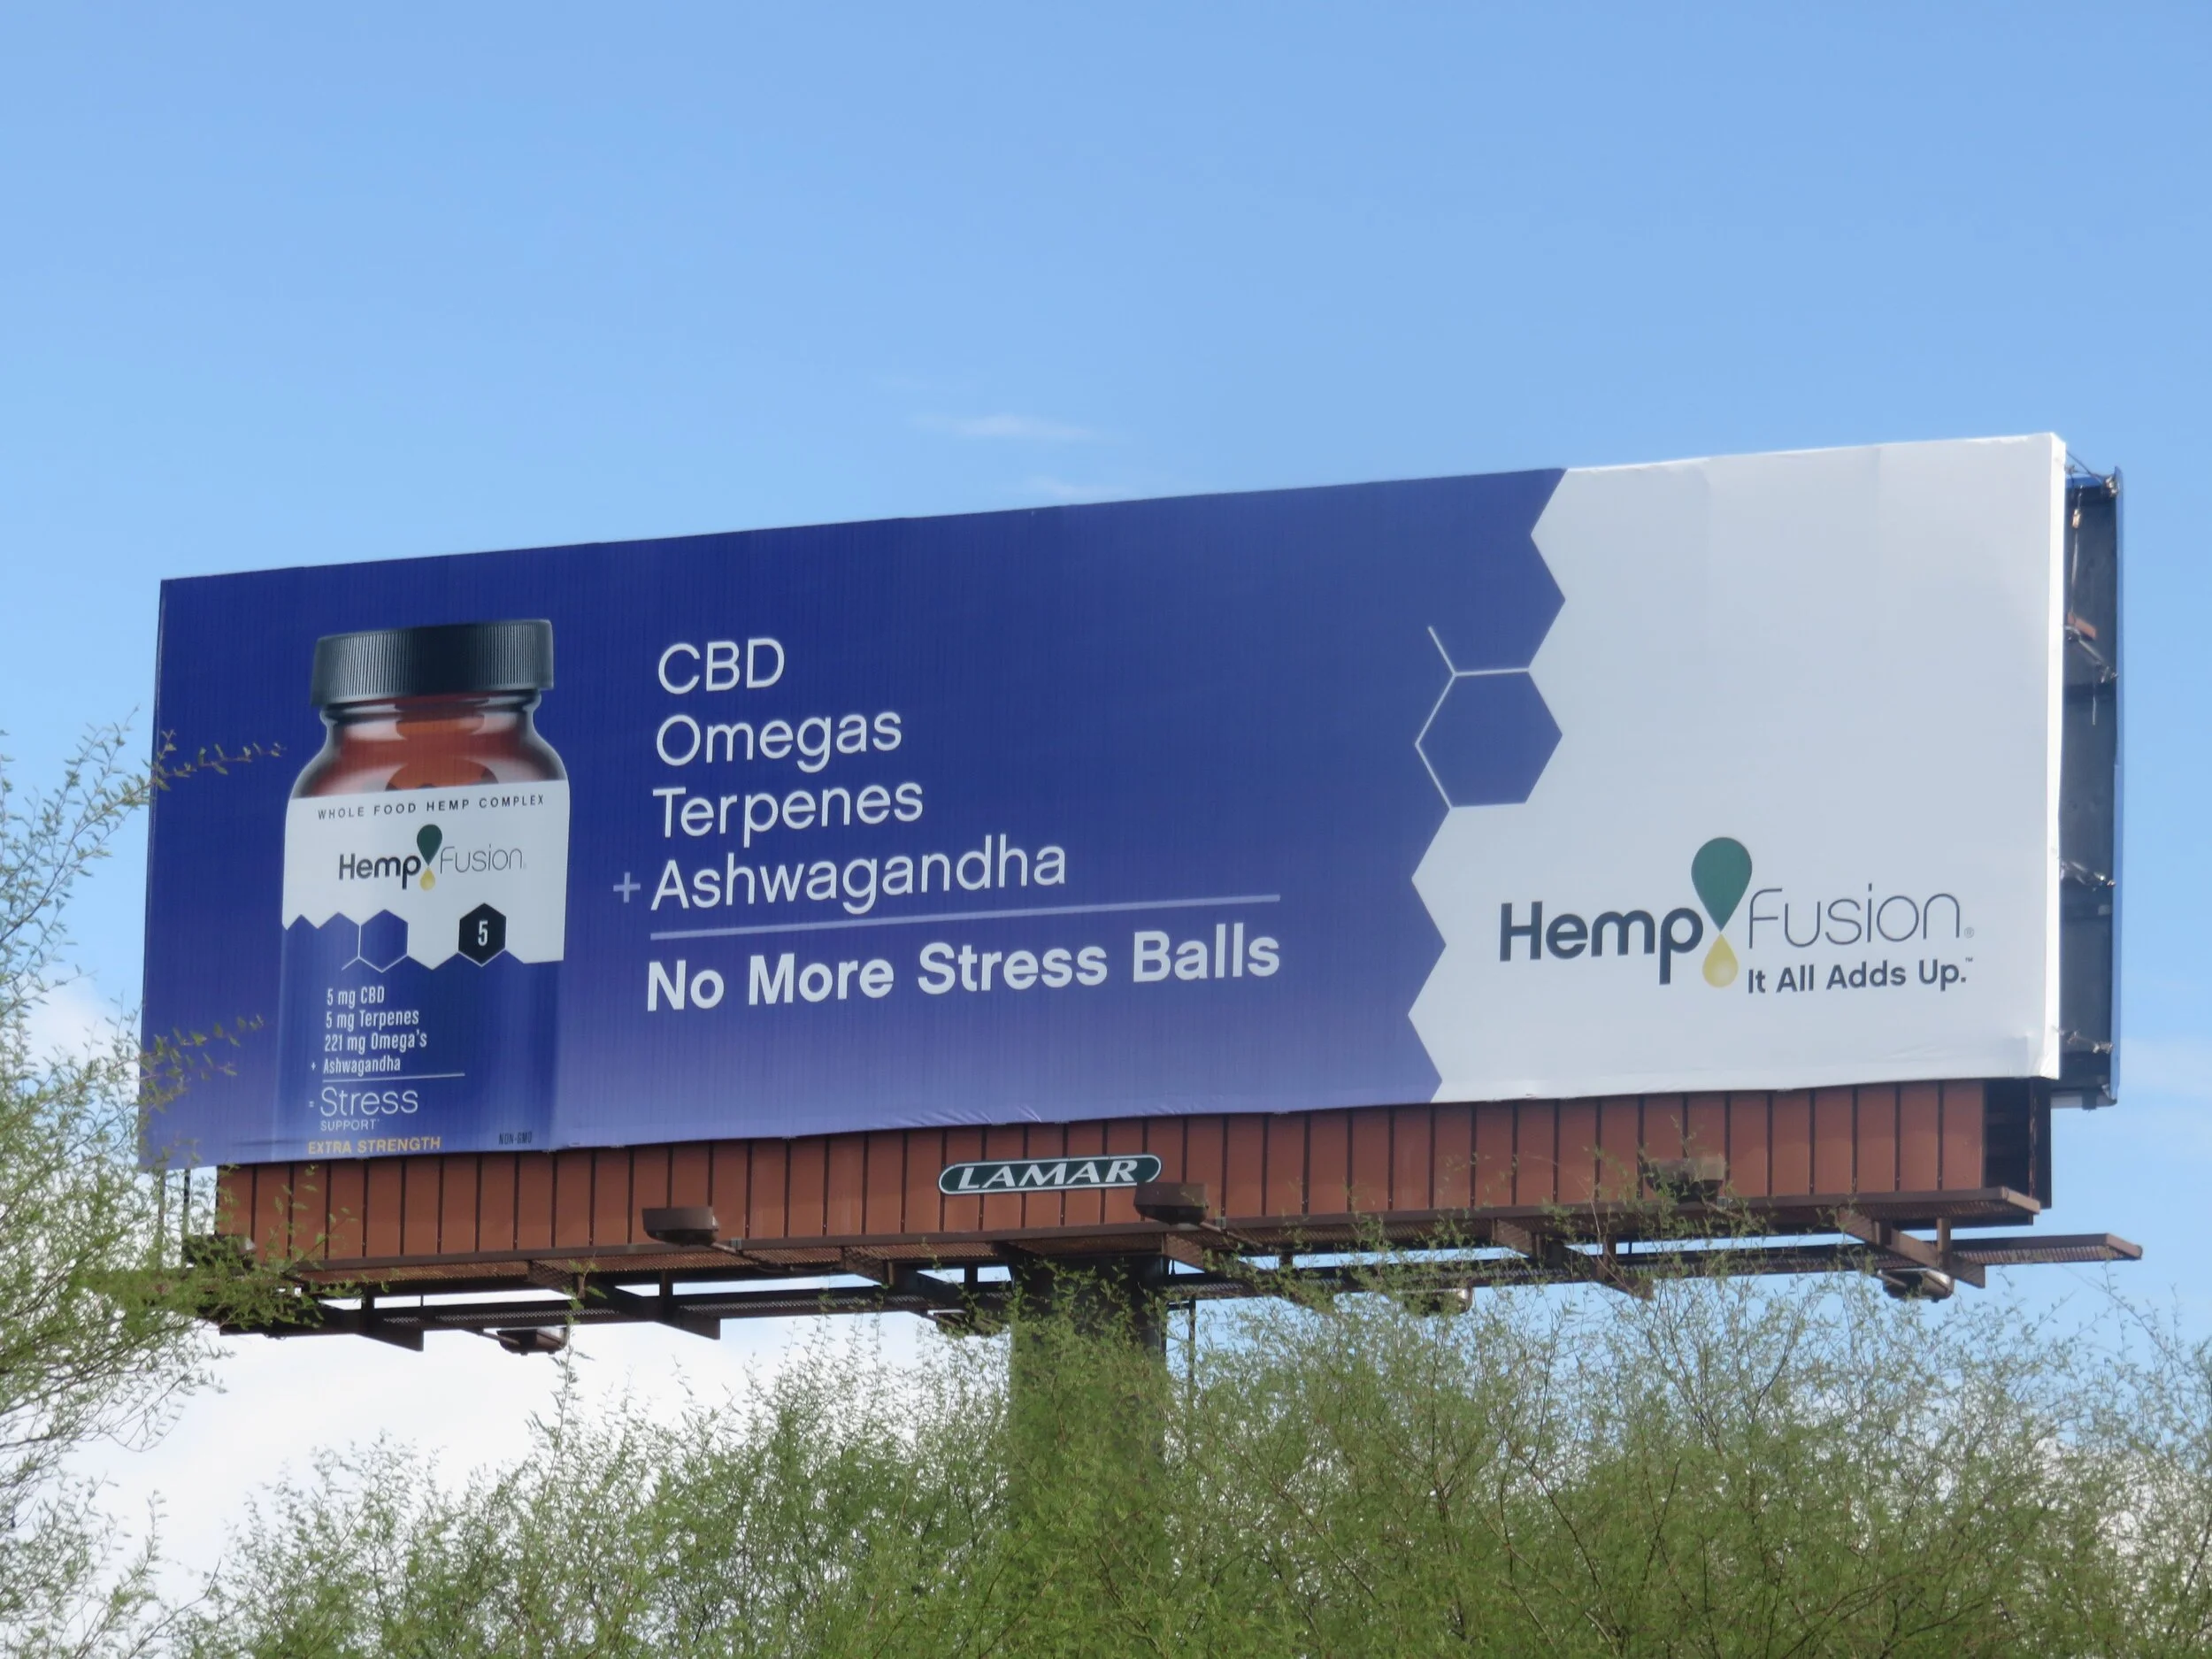 WHOLE FOOD HEMP COMPLEX
Hemp Fusion
5
5 mg CBD
5 mg Terpenes
221 mg Omega's
+ Ashwagandha
- Stress
SUPPORT
EXTRA STRENGTH
NON-GMO
CBD
Omegas
Terpenes
+ Ashwagandha
No More Stress Balls
Hemp Fusion®
It All Adds Up.™
LAMAR